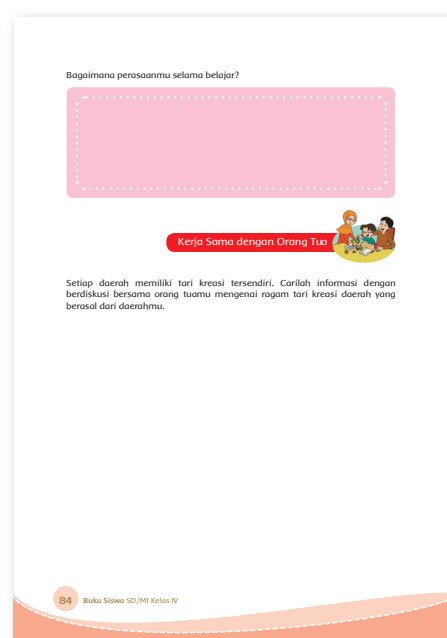 Bagaimana perasaanmu selama belajar?
Kerja Sama dengan Orang Tua
Setiap daerah memiliki tari kreasi tersendiri. Carilah informasi dengan
berdiskusi bersama orang tuamu mengenai ragam tari kreasi daerah yang
berasal dari daerahmu.
84 Buku Siswa SD/MI Kelas IV